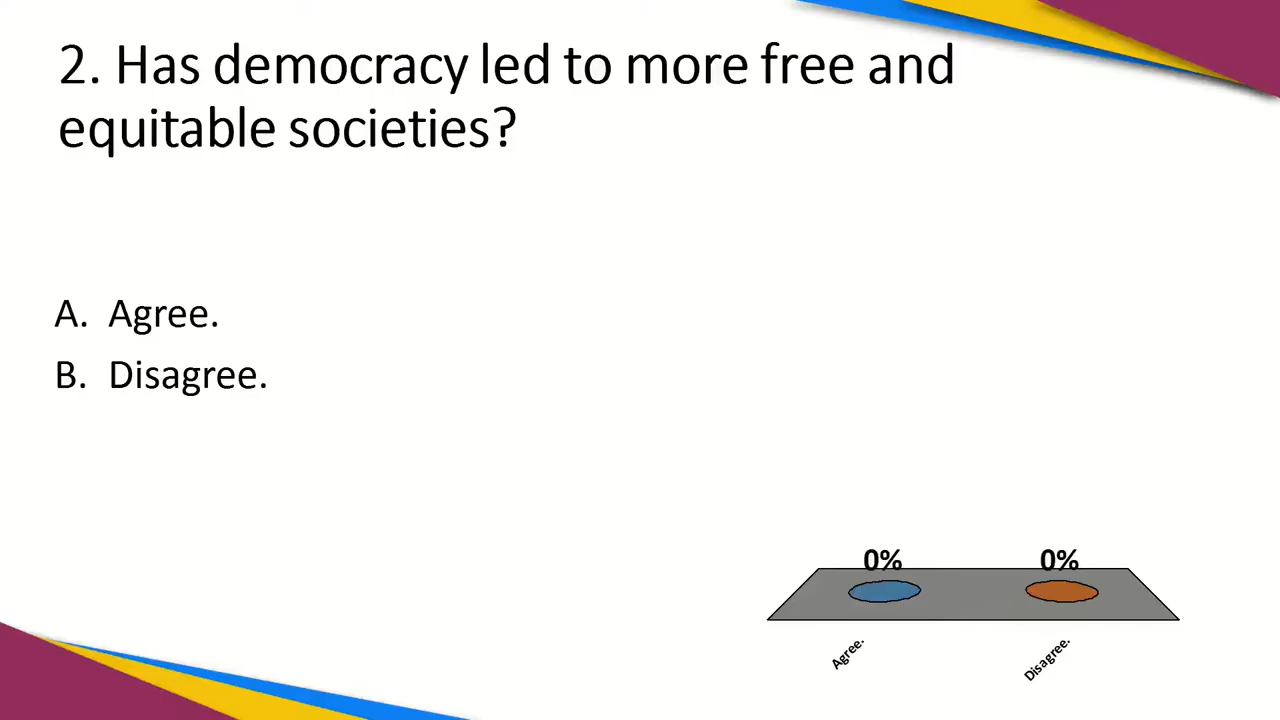 2. Has democracy led to more free and
equitable societies?
A. Agree.
B. Disagree.
0% 0%
Agree. Disagree.